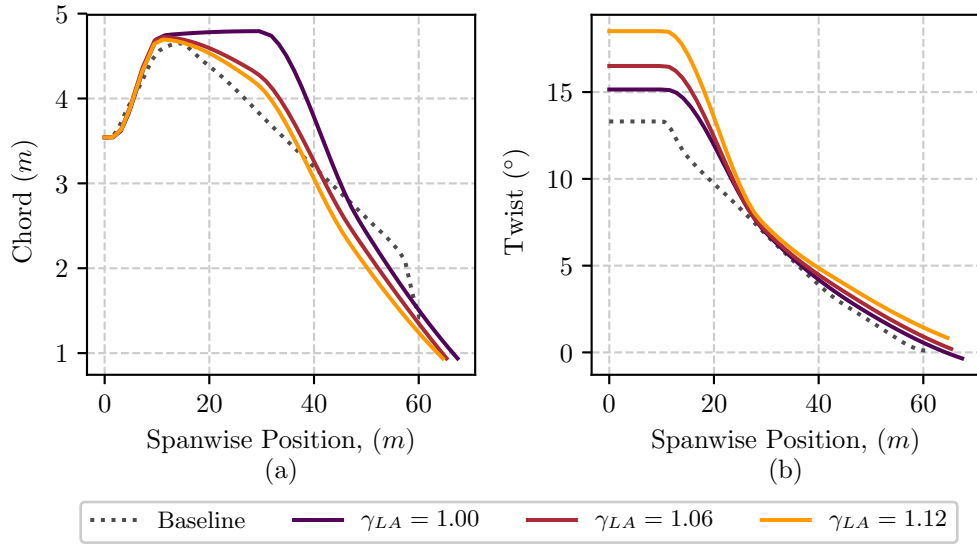 5
4
3
2
1
Chord (m)
0 20 40 60
Spanwise Position, (m)
(a)
15
10
5
0
Twist (°)
0 20 40 60
Spanwise Position, (m)
(b)
Baseline γLA = 1.00 γLA = 1.06 γLA = 1.12